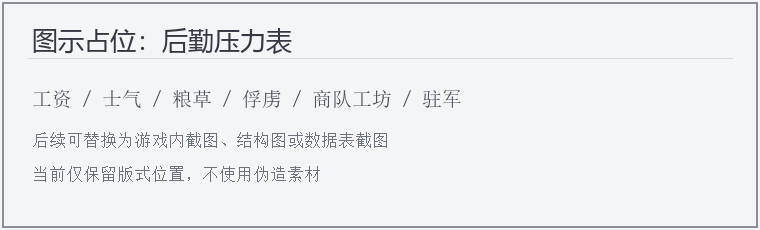 图示占位：后勤压力表
工资 / 士气 / 粮草 / 俘虏 / 商队工坊 / 驻军
后续可替换为游戏内截图、结构图或数据表截图
当前仅保留版式位置，不使用伪造素材